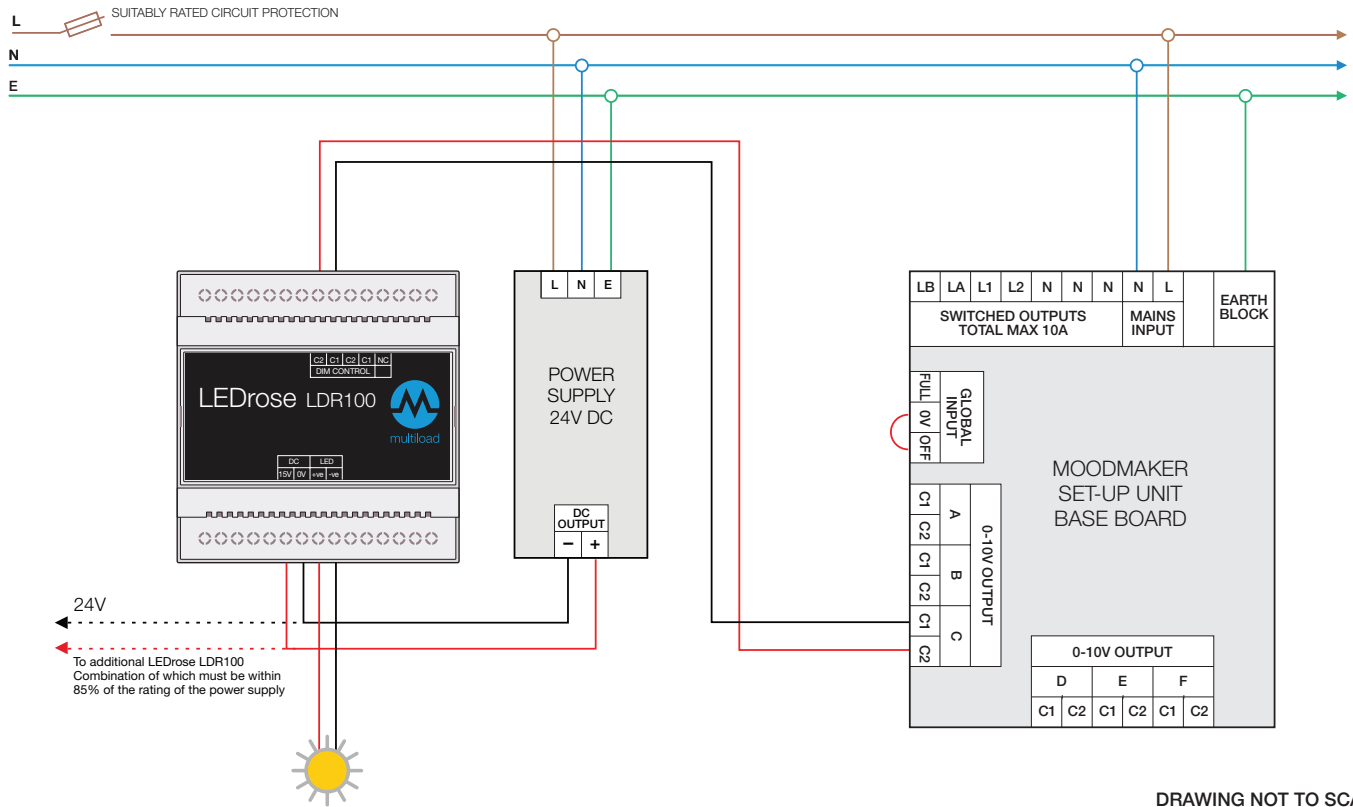 L
SUITABLY RATED CIRCUIT PROTECTION
N
E
C2 C1 C2 C1 NC
DIM CONTROL
LEDrose LDR100
multiload
DC LED
15V 0V +ve -ve
L N E
POWER
SUPPLY
24V DC
DC
OUTPUT
− +
LB LA L1 L2 N N N N L
SWITCHED OUTPUTS
TOTAL MAX 10A
MAINS
INPUT
EARTH
BLOCK
FULL 0V OFF
GLOBAL
INPUT
C1 C2 C1 C2 C1 C2
A B C
0-10V OUTPUT
MOODMAKER
SET-UP UNIT
BASE BOARD
0-10V OUTPUT
D E F
C1 C2 C1 C2 C1 C2
24V
To additional LEDrose LDR100
Combination of which must be within
85% of the rating of the power supply
DRAWING NOT TO